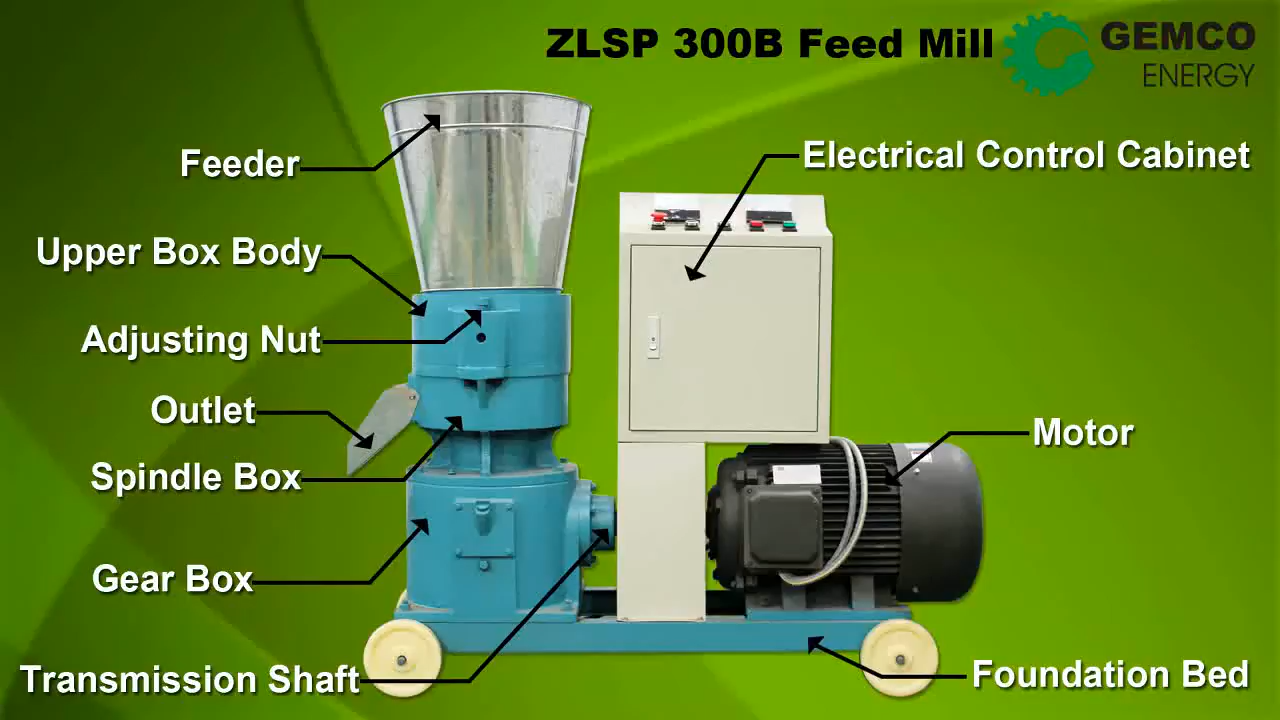 ZLSP 300B Feed Mill
GEMCO
ENERGY
Feeder
Electrical Control Cabinet
Upper Box Body
Adjusting Nut
Outlet
Motor
Spindle Box
Gear Box
Transmission Shaft
Foundation Bed